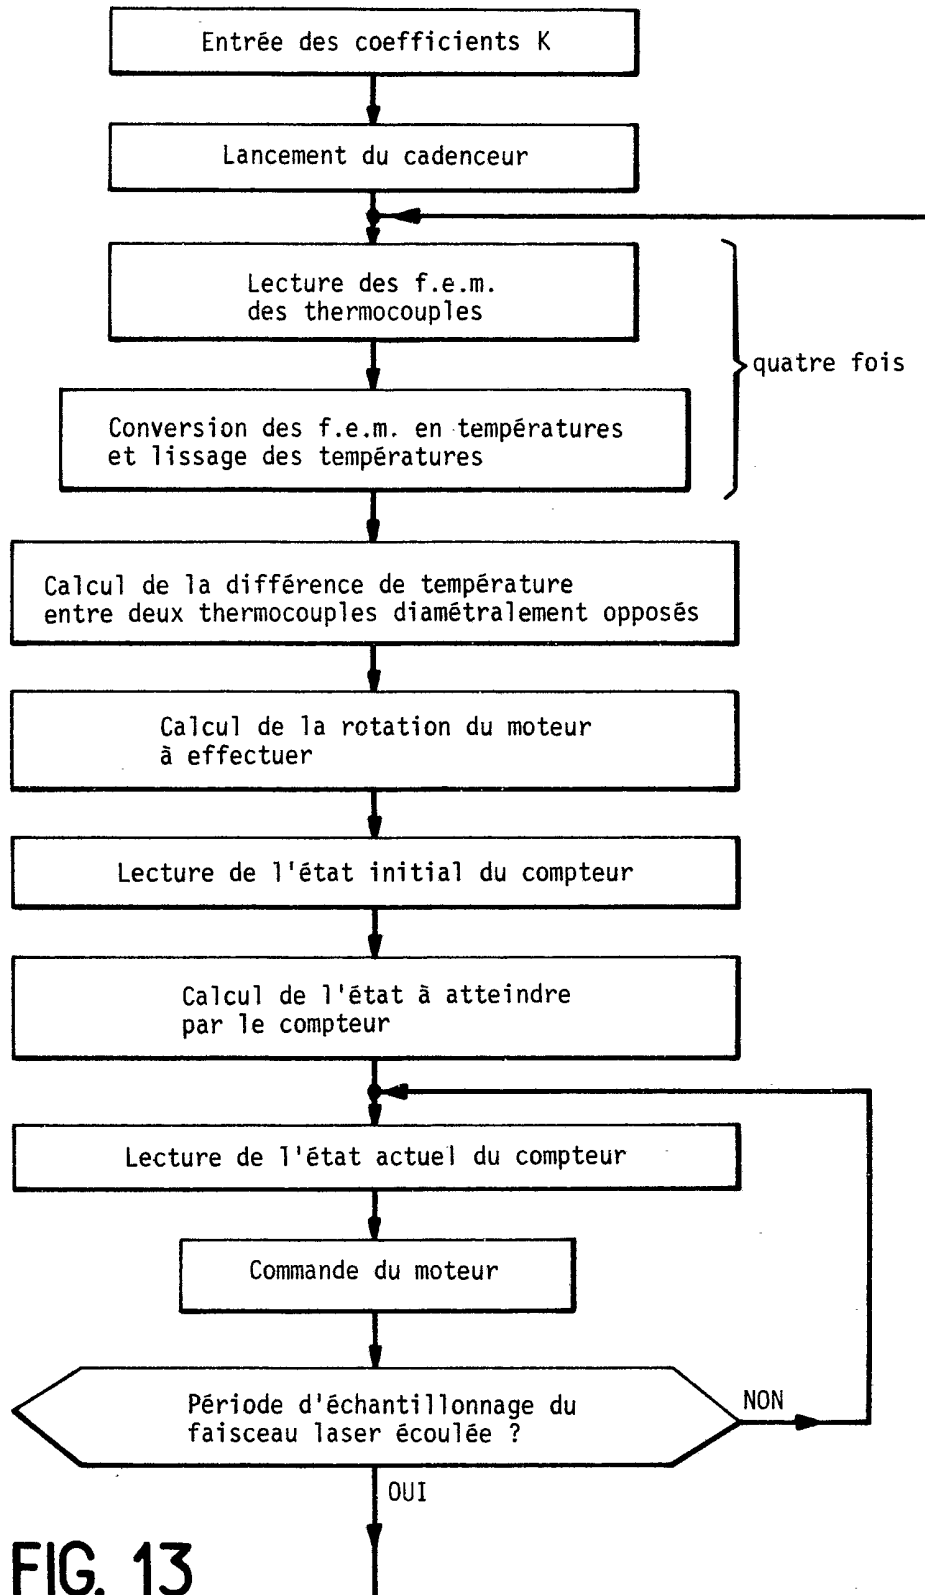 Entrée des coefficients K
Lancement du cadenceur
Lecture des f.e.m.
des thermocouples
quatre fois
Conversion des f.e.m. en températures
et lissage des températures
Calcul de la différence de température
entre deux thermocouples diamétralement opposés
Calcul de la rotation du moteur
à effectuer
Lecture de l'état initial du compteur
Calcul de l'état à atteindre
par le compteur
Lecture de l'état actuel du compteur
Commande du moteur
Période d'échantillonnage du
faisceau laser écoulée ?
NON
OUI
FIG. 13